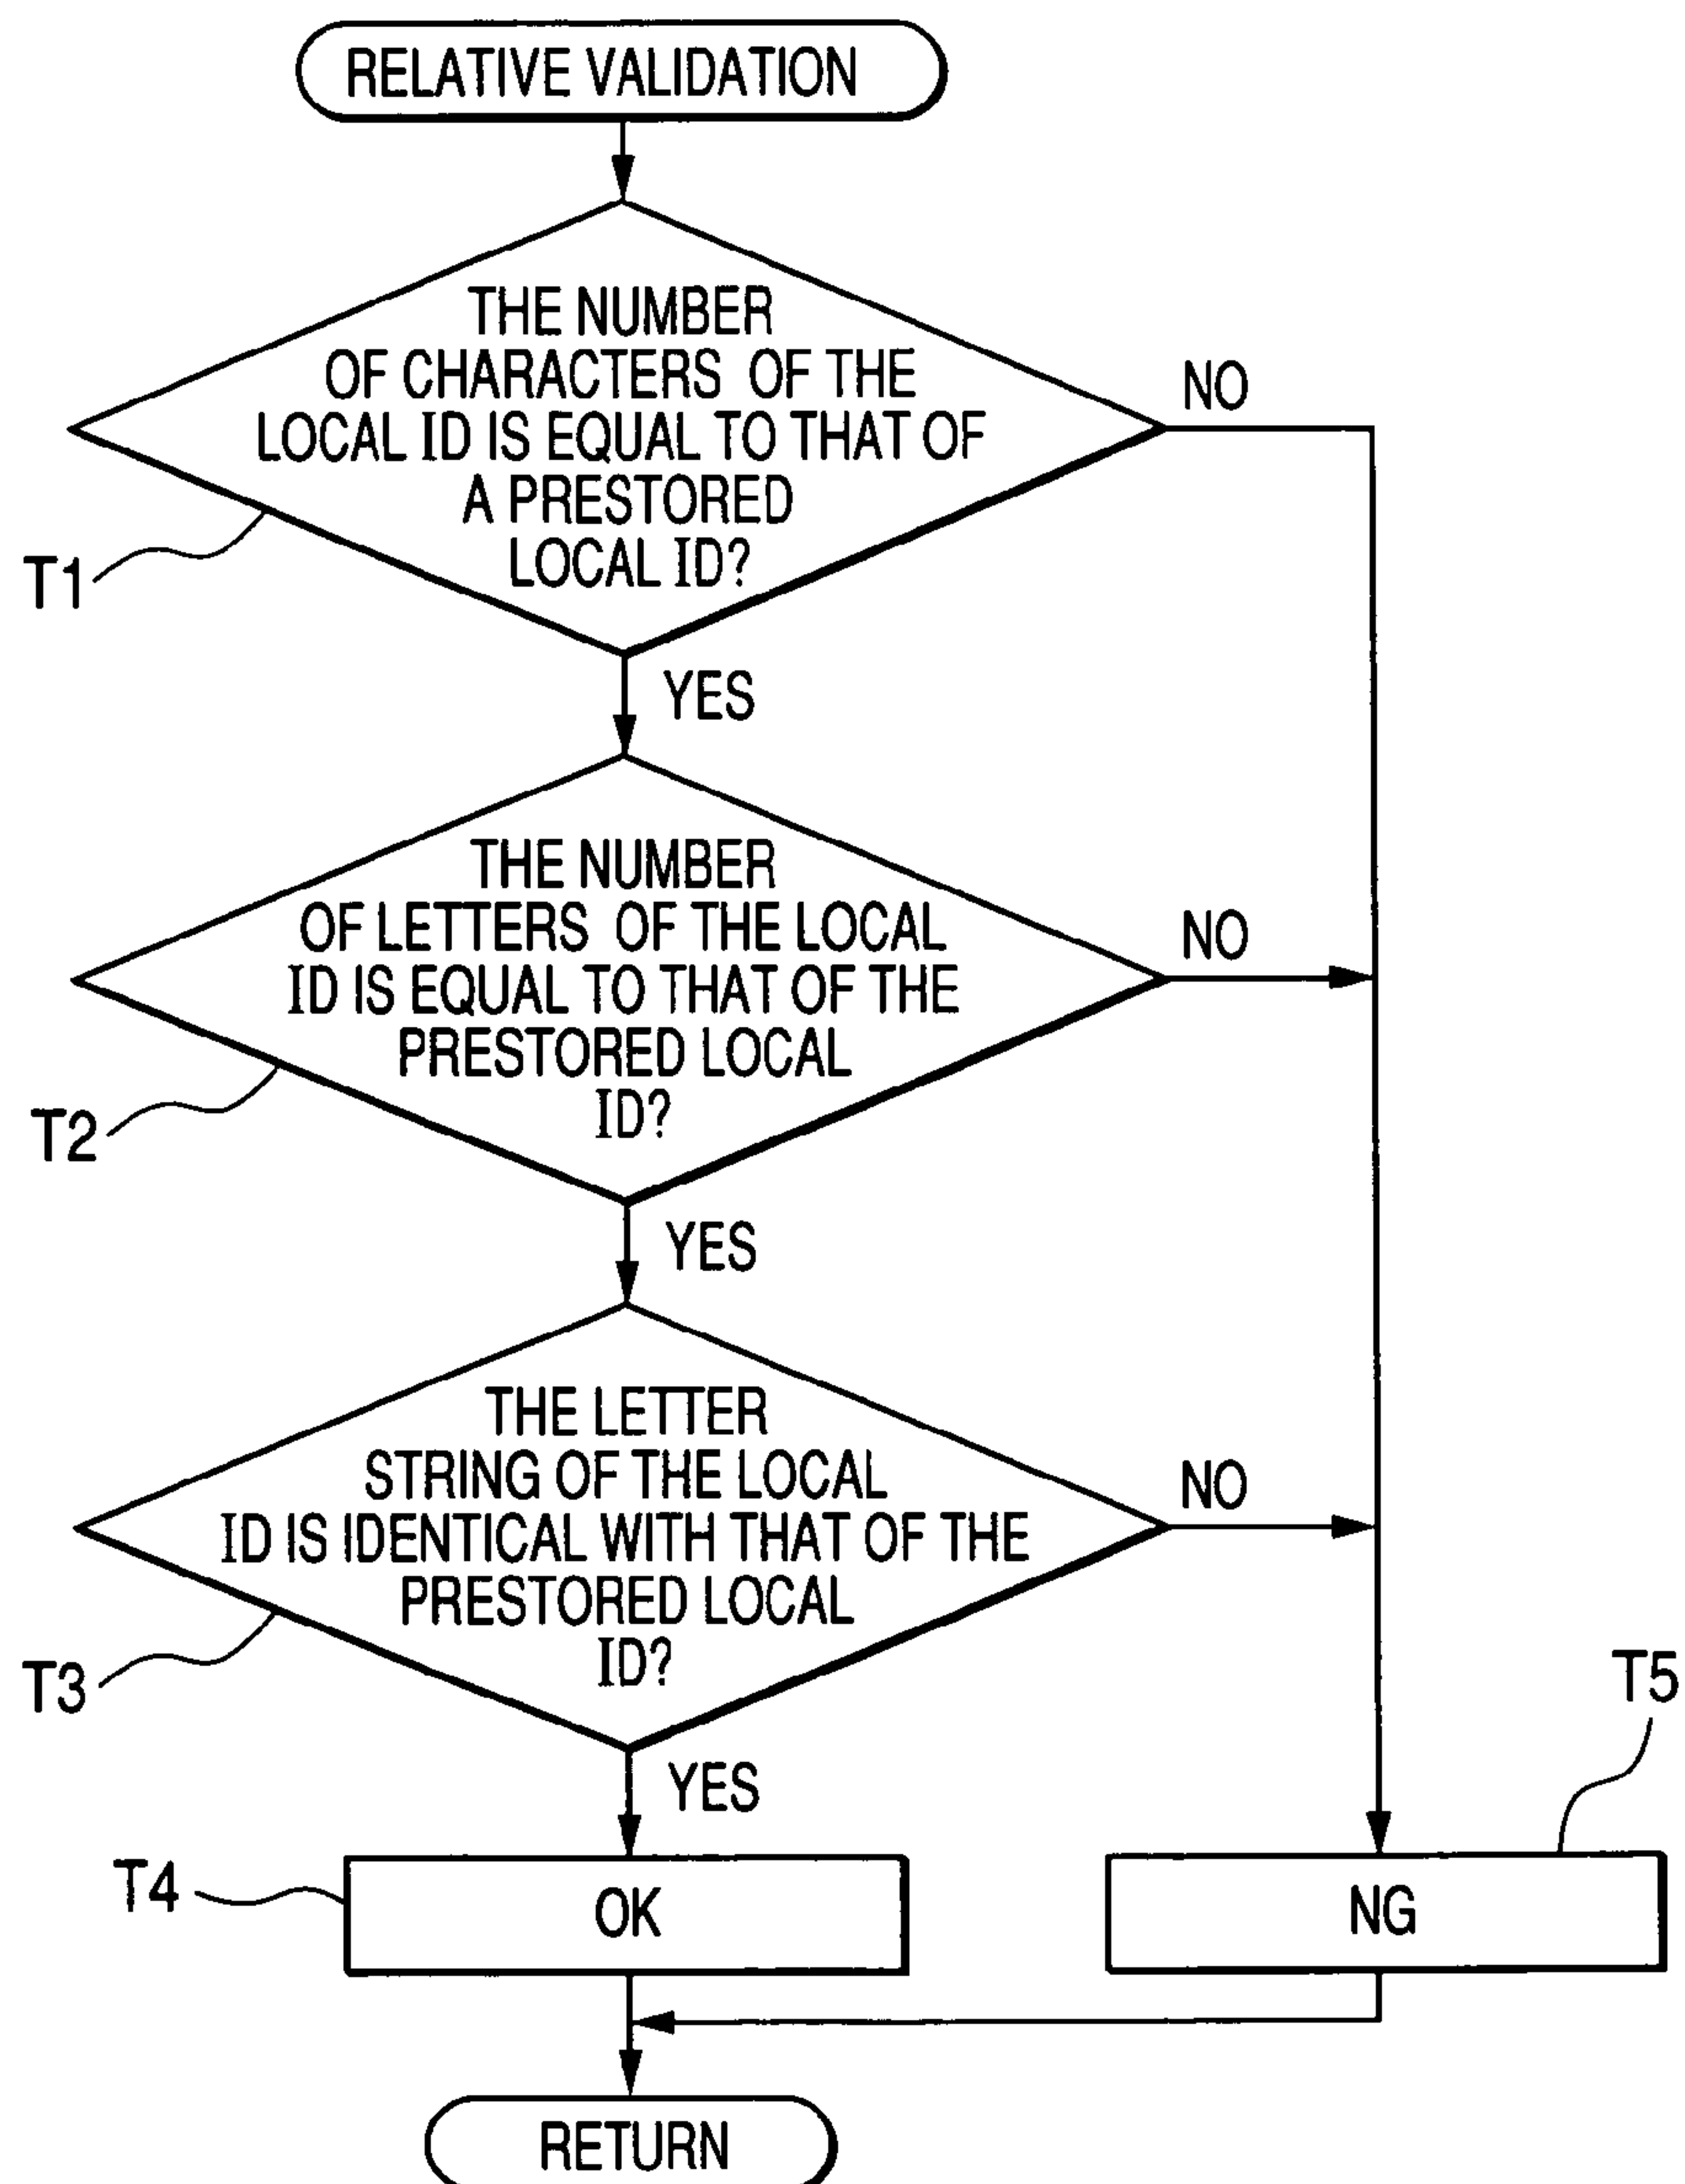 RELATIVE VALIDATION
THE NUMBER
OF CHARACTERS OF THE
LOCAL ID IS EQUAL TO THAT OF
A PRESTORED
LOCAL ID?
NO
T1
YES
THE NUMBER
OF LETTERS OF THE LOCAL
ID IS EQUAL TO THAT OF THE
PRESTORED LOCAL
ID?
NO
T2
YES
THE LETTER
STRING OF THE LOCAL
ID IS IDENTICAL WITH THAT OF THE
PRESTORED LOCAL
ID?
NO
T3
T5
YES
T4
OK
NG
RETURN